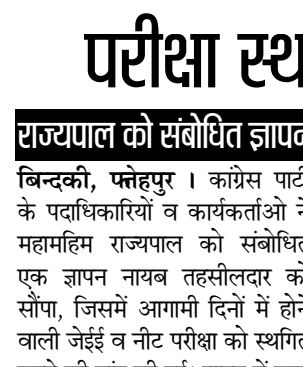 परीक्षा स्थ
राज्यपाल को संबोधित ज्ञापन
बिन्दकी, फतेहपुर । कांग्रेस पार्टी
के पदाधिकारियों व कार्यकर्ताओ ने
महामहिम राज्यपाल को संबोधित
एक ज्ञापन नायब तहसीलदार को
सौंपा, जिसमें आगामी दिनों में होने
वाली जेईई व नीट परीक्षा को स्थगित